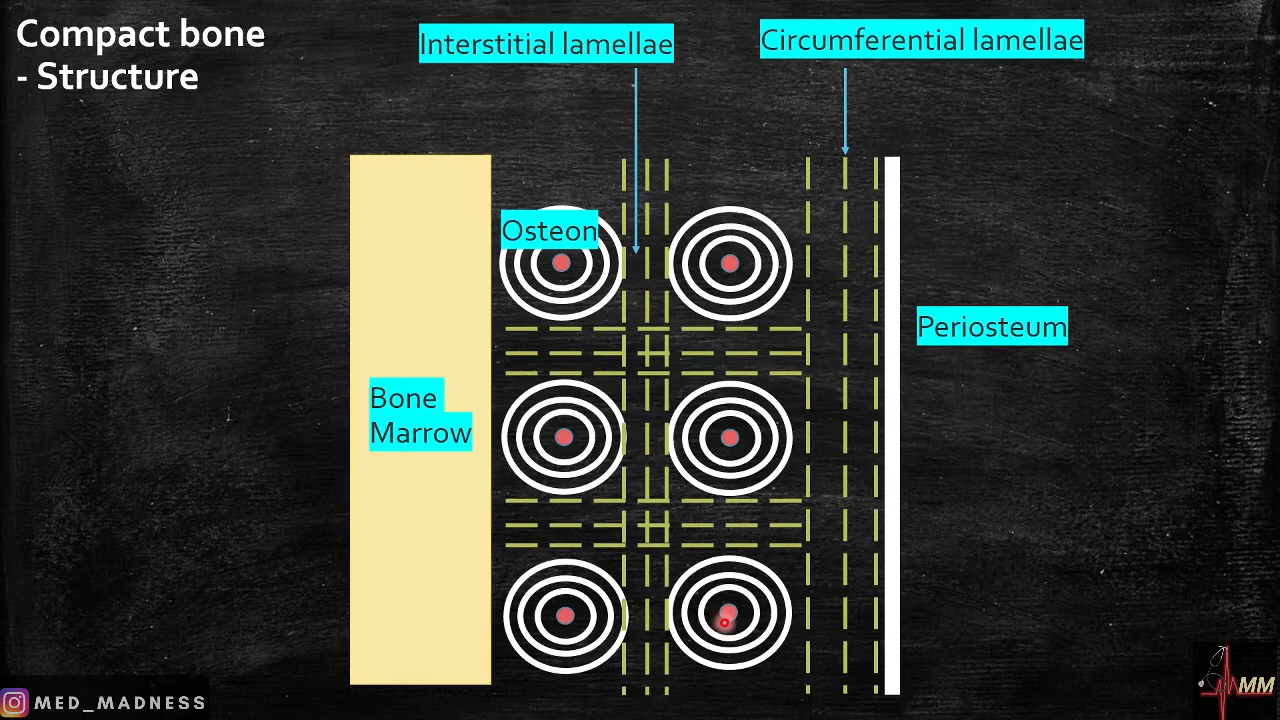 Compact bone
- Structure
Interstitial lamellae
Circumferential lamellae
Osteon
Periosteum
Bone
Marrow
MED_MADNESS
MM